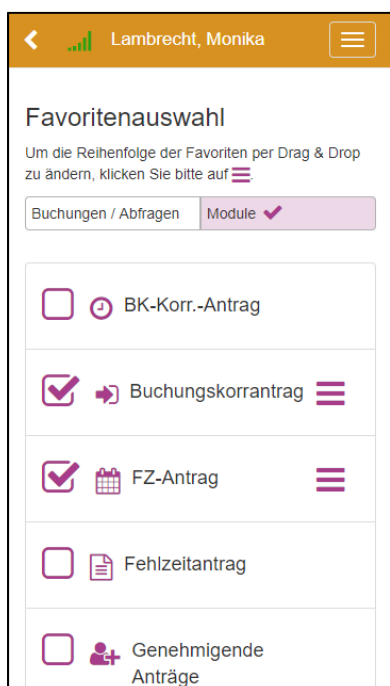 Lambrecht, Monika
Favoritenauswahl
Um die Reihenfolge der Favoriten per Drag & Drop
zu ändern, klicken Sie bitte auf .
Buchungen / Abfragen
Module
BK-Korr.-Antrag
Buchungskorrantrag
FZ-Antrag
Fehlzeitantrag
Genehmigende
Anträge